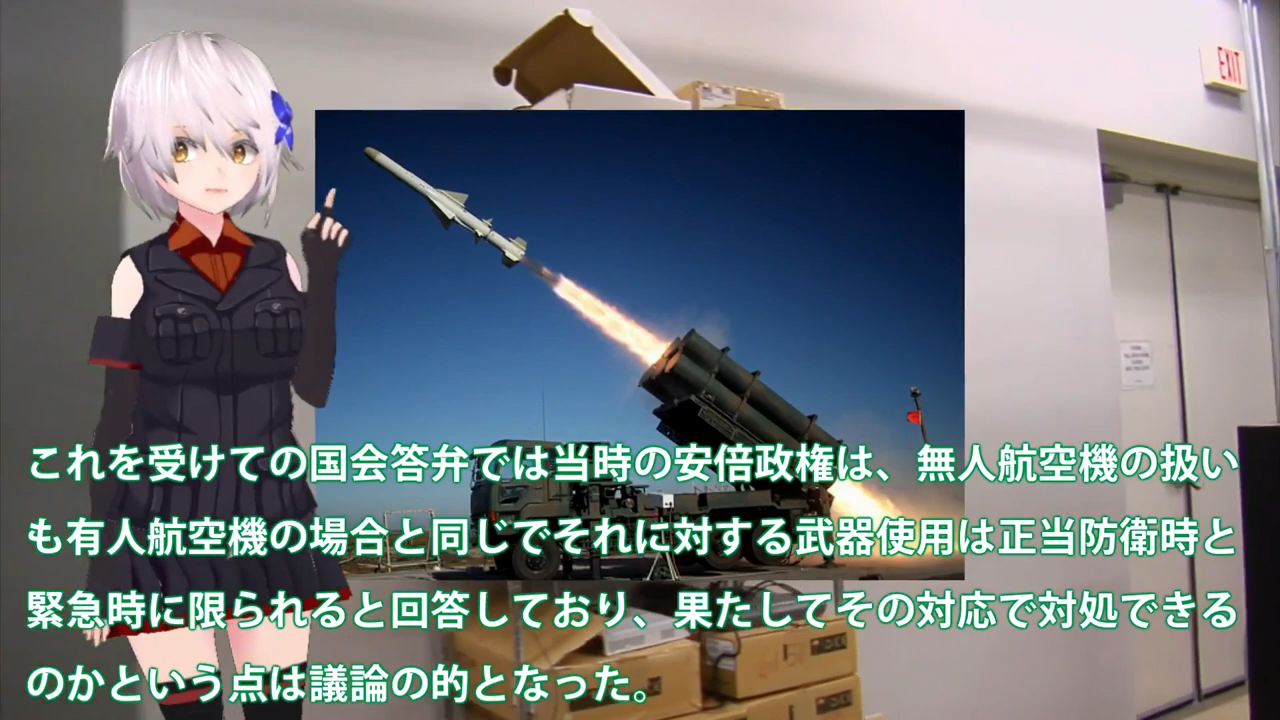 EXIT
これを受けての国会答弁では当時の安倍政権は、無人航空機の扱い
も有人航空機の場合と同じでそれに対する武器使用は正当防衛時と
緊急時に限られると回答しており、果たしてその対応で対処できる
のかという点は議論の的となった。